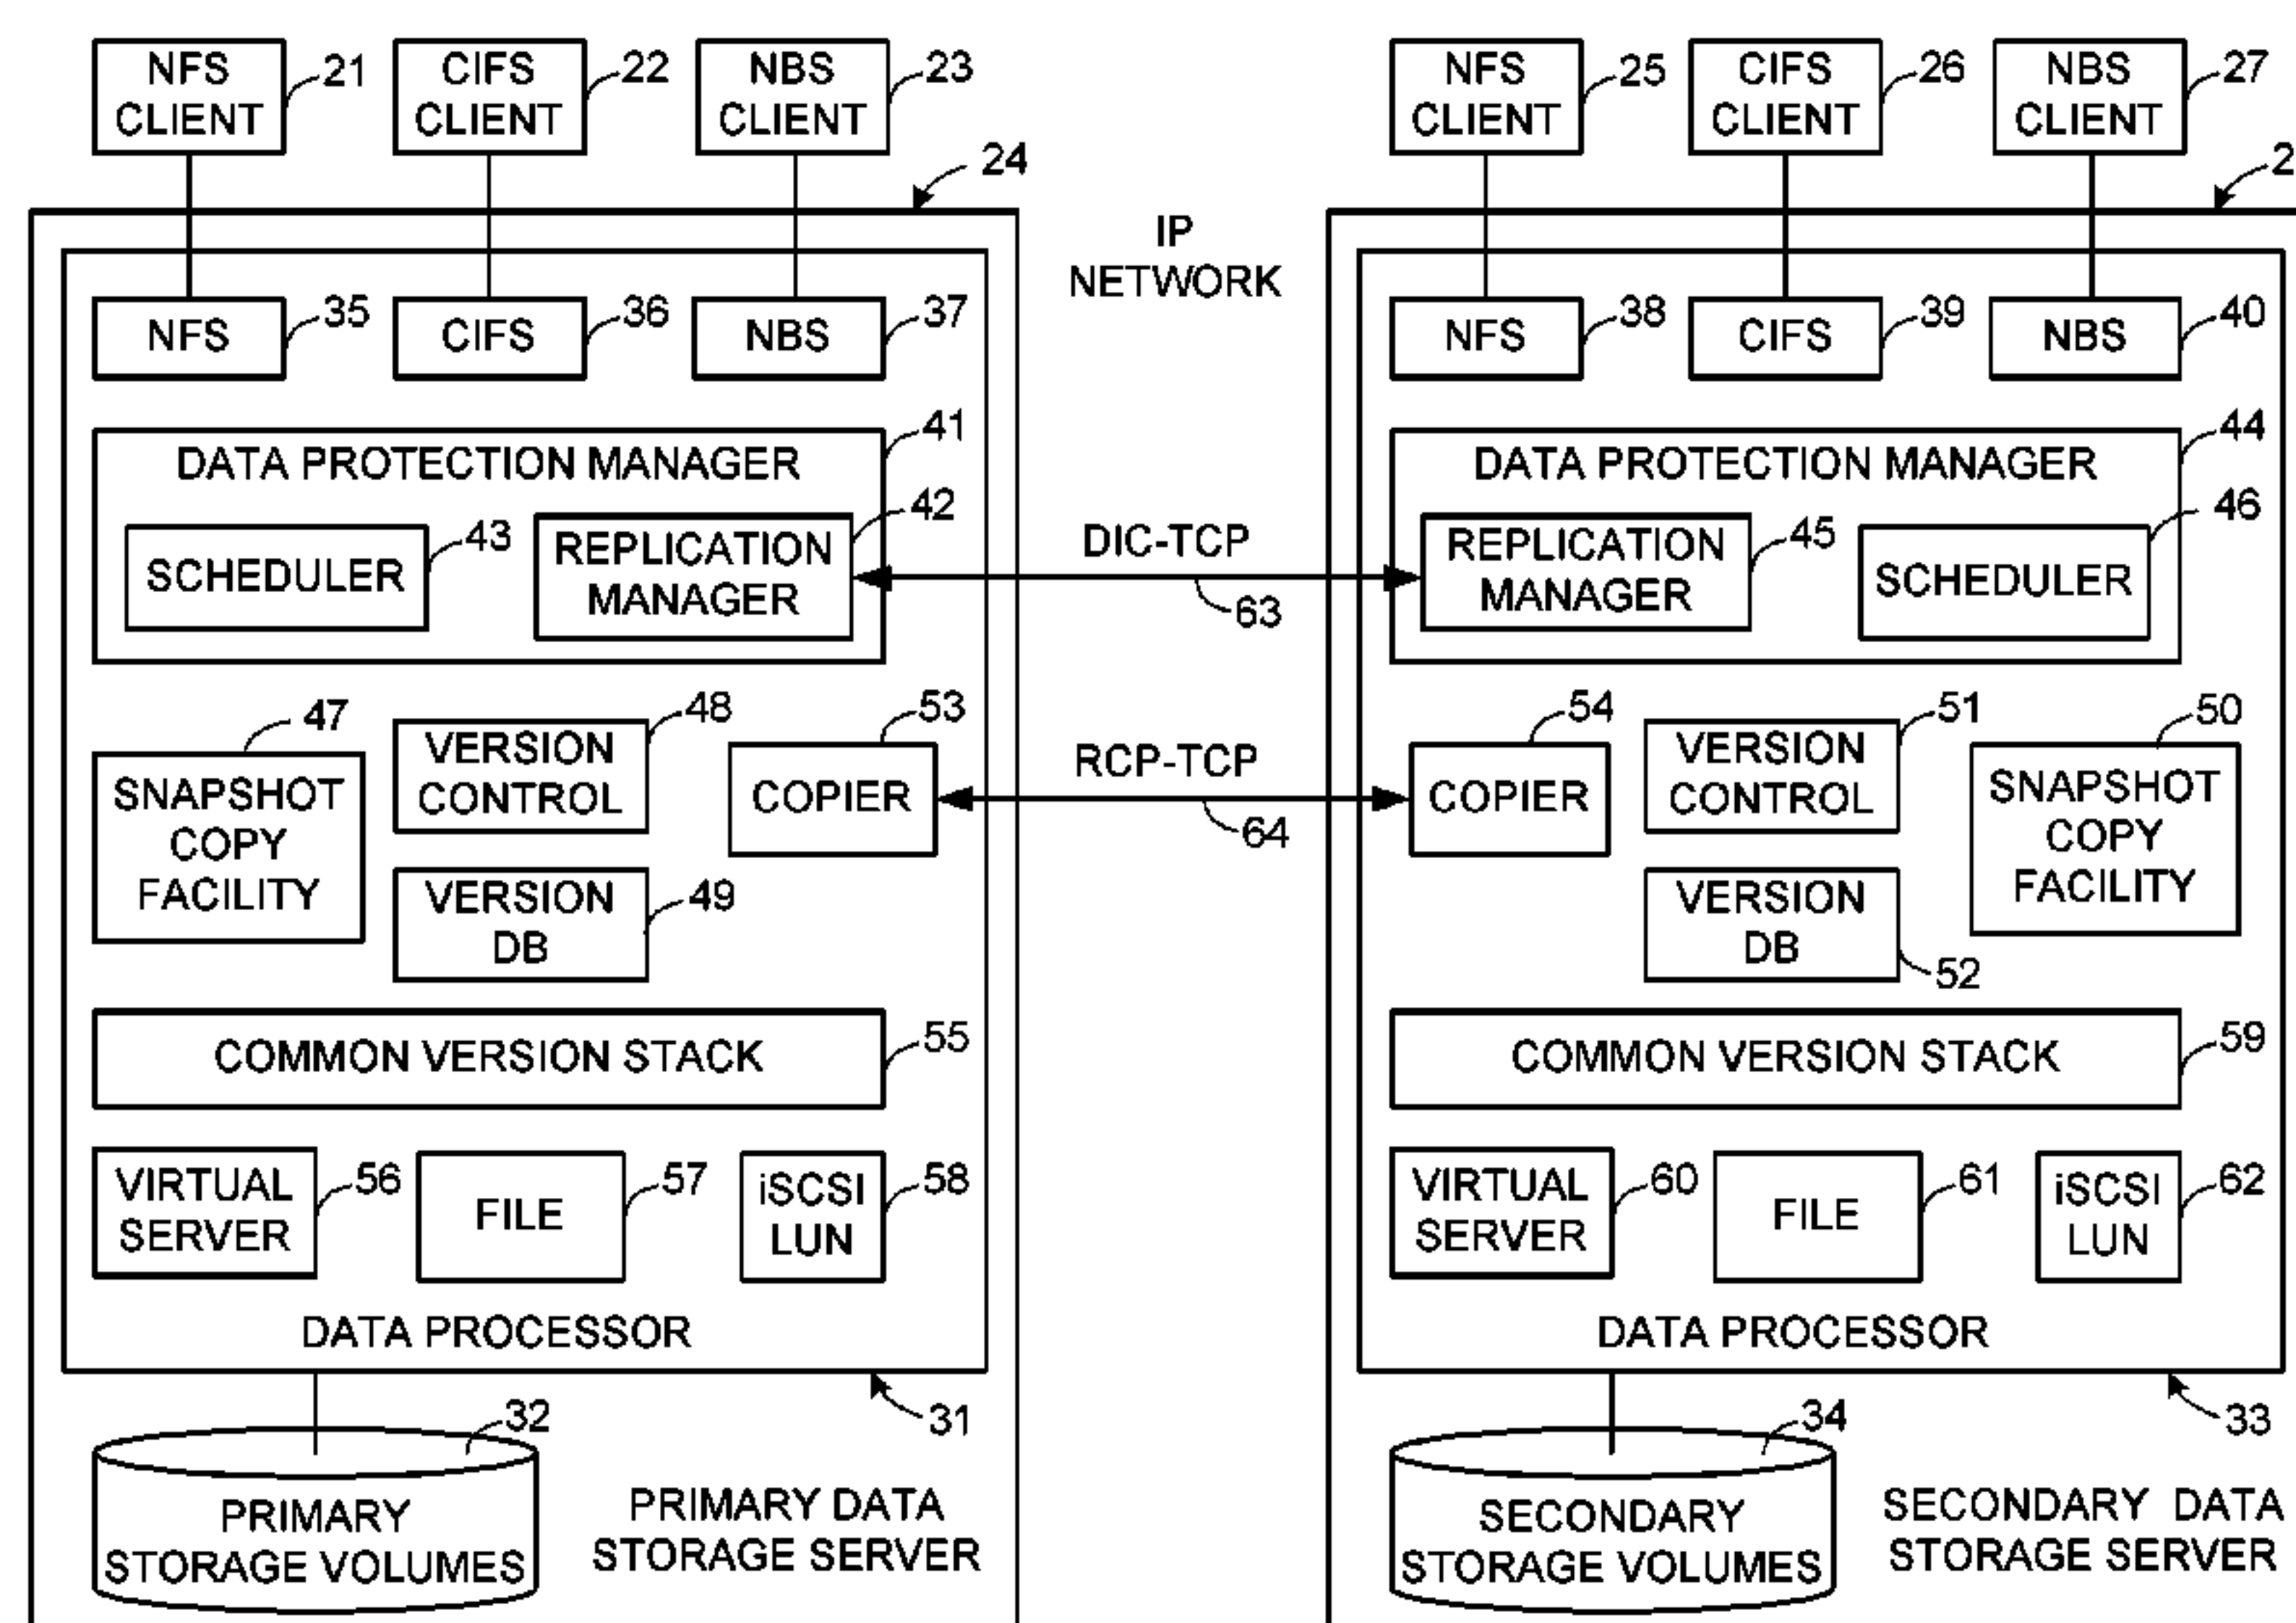 NFS
CLIENT
21
CIFS
CLIENT
22
NBS
CLIENT
23
24
NFS
CLIENT
25
CIFS
CLIENT
26
NBS
CLIENT
27
2
IP
NETWORK
NFS
35
CIFS
36
NBS
37
NFS
38
CIFS
39
NBS
40
DATA PROTECTION MANAGER
41
SCHEDULER
43
REPLICATION
MANAGER
42
DIC-TCP
63
DATA PROTECTION MANAGER
44
REPLICATION
MANAGER
45
SCHEDULER
46
SNAPSHOT
COPY
FACILITY
47
VERSION
CONTROL
48
VERSION
DB
49
COPIER
53
RCP-TCP
64
COPIER
54
VERSION
CONTROL
51
VERSION
DB
52
SNAPSHOT
COPY
FACILITY
50
COMMON VERSION STACK
55
COMMON VERSION STACK
59
VIRTUAL
SERVER
56
FILE
57
iSCSI
LUN
58
VIRTUAL
SERVER
60
FILE
61
iSCSI
LUN
62
DATA PROCESSOR
31
DATA PROCESSOR
33
32
PRIMARY
STORAGE VOLUMES
PRIMARY DATA
STORAGE SERVER
34
SECONDARY
STORAGE VOLUMES
SECONDARY DATA
STORAGE SERVER